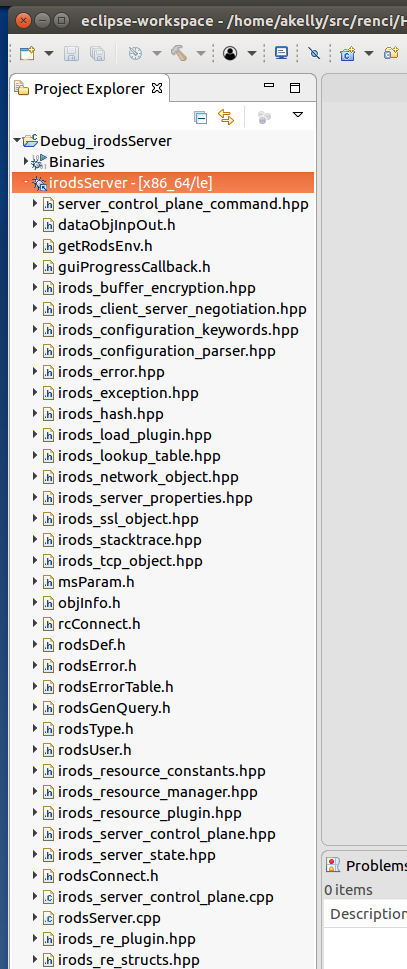 eclipse-workspace - /home/akelly/src/renci/H
Project Explorer
Debug_irodsServer
Binaries
irodsServer - [x86_64/le]
server_control_plane_command.hpp
dataObjInpOut.h
getRodsEnv.h
guiProgressCallback.h
irods_buffer_encryption.hpp
irods_client_server_negotiation.hpp
irods_configuration_keywords.hpp
irods_configuration_parser.hpp
irods_error.hpp
irods_exception.hpp
irods_hash.hpp
irods_load_plugin.hpp
irods_lookup_table.hpp
irods_network_object.hpp
irods_server_properties.hpp
irods_ssl_object.hpp
irods_stacktrace.hpp
irods_tcp_object.hpp
msParam.h
objInfo.h
rcConnect.h
rodsDef.h
rodsError.h
rodsErrorTable.h
rodsGenQuery.h
rodsType.h
rodsUser.h
irods_resource_constants.hpp
irods_resource_manager.hpp
irods_resource_plugin.hpp
irods_server_control_plane.hpp
irods_server_state.hpp
rodsConnect.h
irods_server_control_plane.cpp
rodsServer.cpp
irods_re_plugin.hpp
irods_re_structs.hpp
Problems
0 items
Description